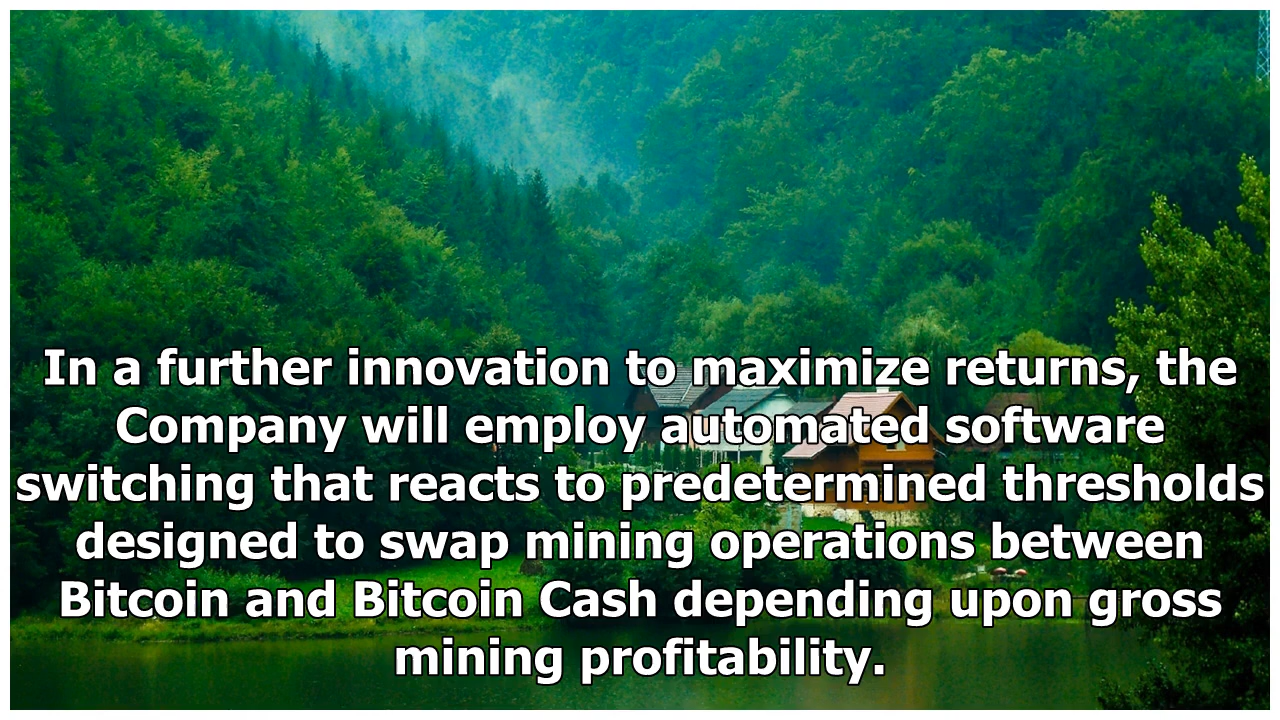 In a further innovation to maximize returns, the
Company will employ automated software
switching that reacts to predetermined thresholds
designed to swap mining operations between
Bitcoin and Bitcoin Cash depending upon gross
mining profitability.